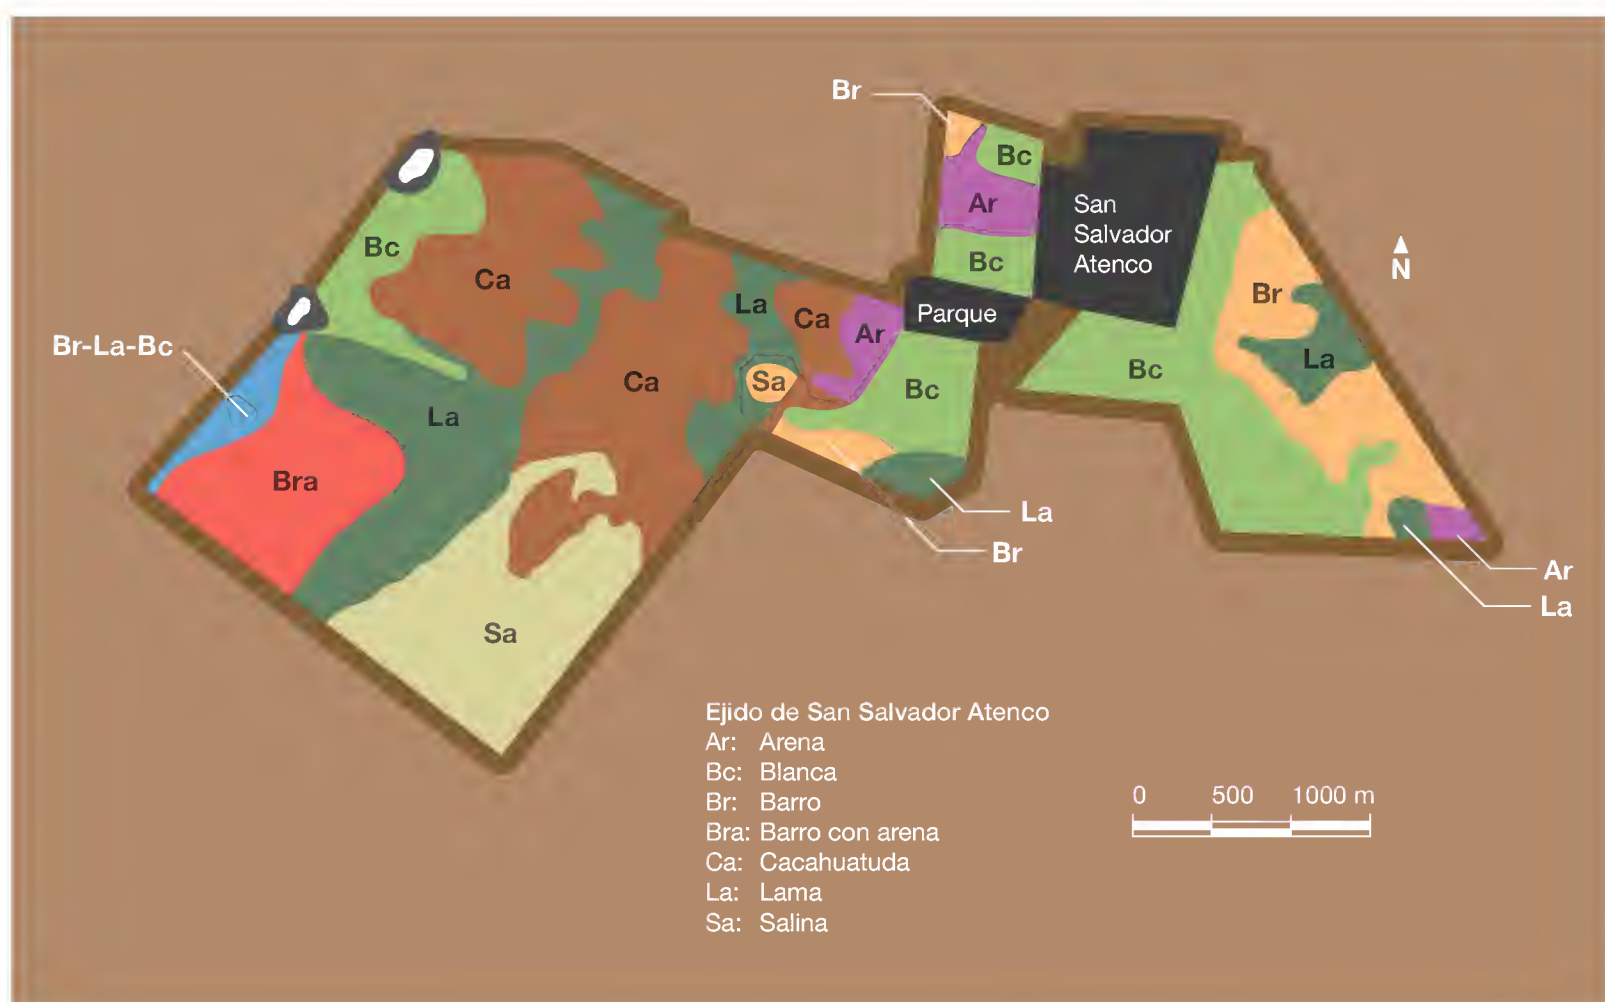 Br
Bc
Ar
Bc
San
Salvador
Atenco
N
Bc
Ca
La
Ca
Ar
Parque
Br
Br-La-Bc
La
Ca
Sa
Bc
Bc
La
Bra
La
Br
Ar
La
Sa
Ejido de San Salvador Atenco
Ar: Arena
Bc: Blanca
Br: Barro
Bra: Barro con arena
Ca: Cacahuatuda
La: Lama
Sa: Salina
0 500 1000 m